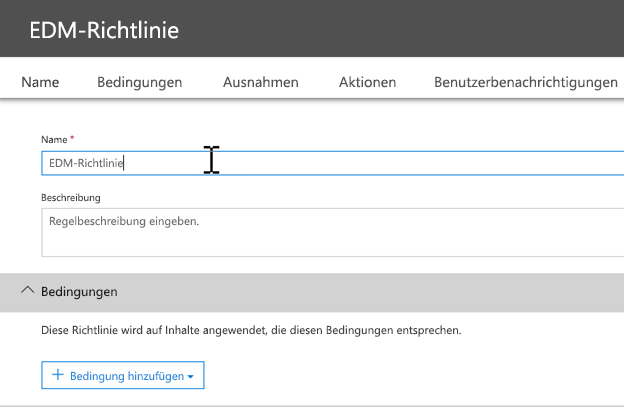 EDM-Richtlinie
Name Bedingungen Ausnahmen Aktionen Benutzerbenachrichtigungen
Name *
EDM-Richtlinie
Beschreibung
Regelbeschreibung eingeben.
Bedingungen
Diese Richtlinie wird auf Inhalte angewendet, die diesen Bedingungen entsprechen.
+ Bedingung hinzufügen